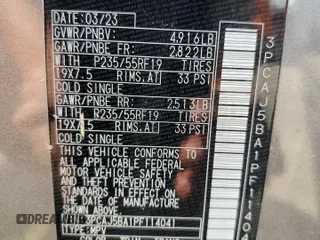 DATE: 03/23
GVWR/PNBV: 4,916LB
GAWR/PNBE FR: 2,822LB
WITH P235/55RF19 TIRES
19X7.5 RIMS,AT 33 PSI
COLD SINGLE
GAWR/PNBE RR: 2,513LB
WITH P235/55RF19 TIRES
19X7.5 RIMS,AT 33 PSI
COLD SINGLE
THIS VEHICLE CONFORMS
TO ALL APPLICABLE FEDERAL
MOTOR VEHICLE SAFETY
AND THEFT PREVENTION
STANDARDS IN EFFECT ON
THE DATE OF MANUFACTURE
SHOWN ABOVE.
3PCAJ5BA1PF114041
TYPE:MPV
3PCAJ5BA1PF11404
DREAM